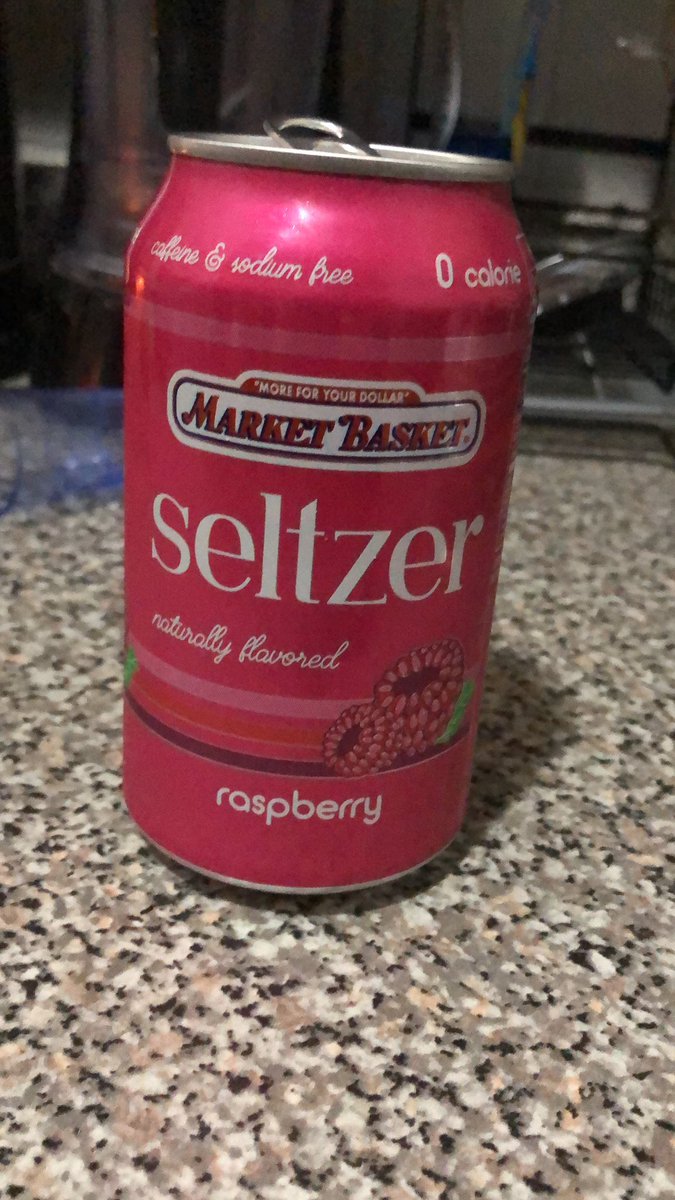 caffeine & sodium free
0 calorie
"MORE FOR YOUR DOLLAR"
MARKET BASKET®
seltzer
naturally flavored
raspberry